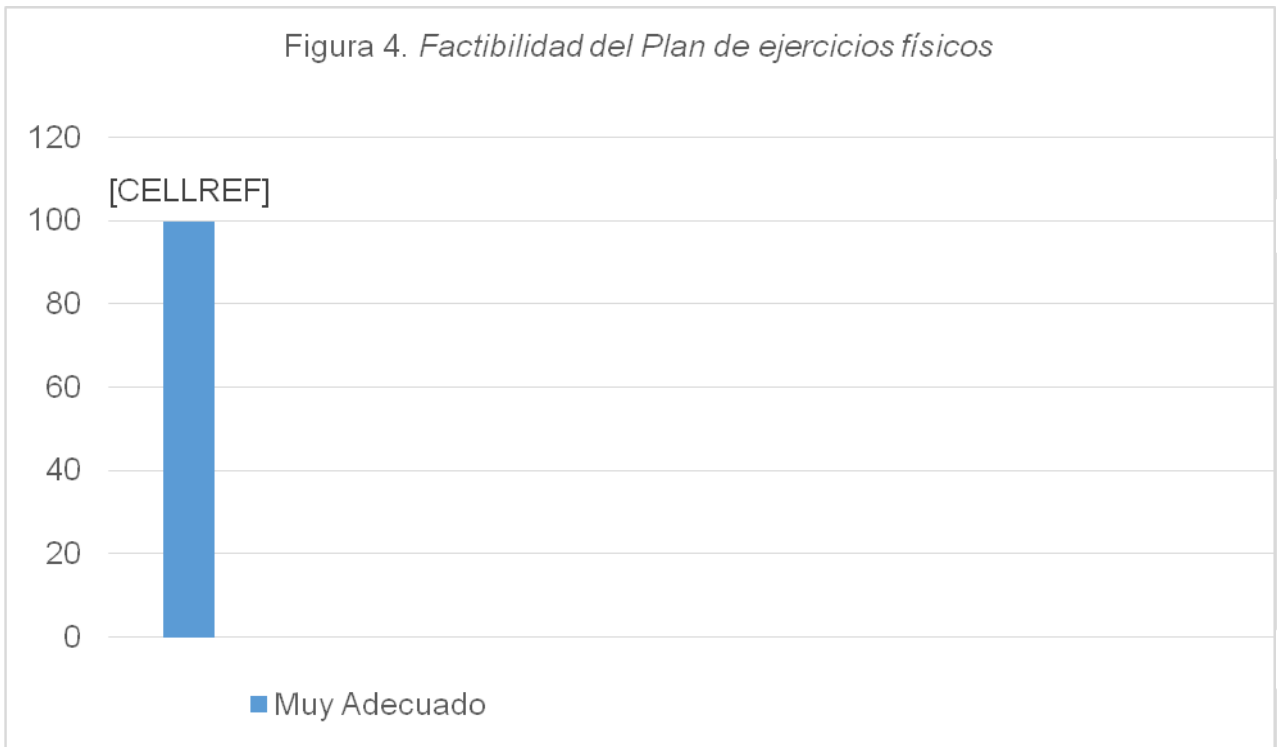 Figura 4. Factibilidad del Plan de ejercicios físicos
120
[CELLREF]
100
80
60
40
20
0
Muy Adecuado